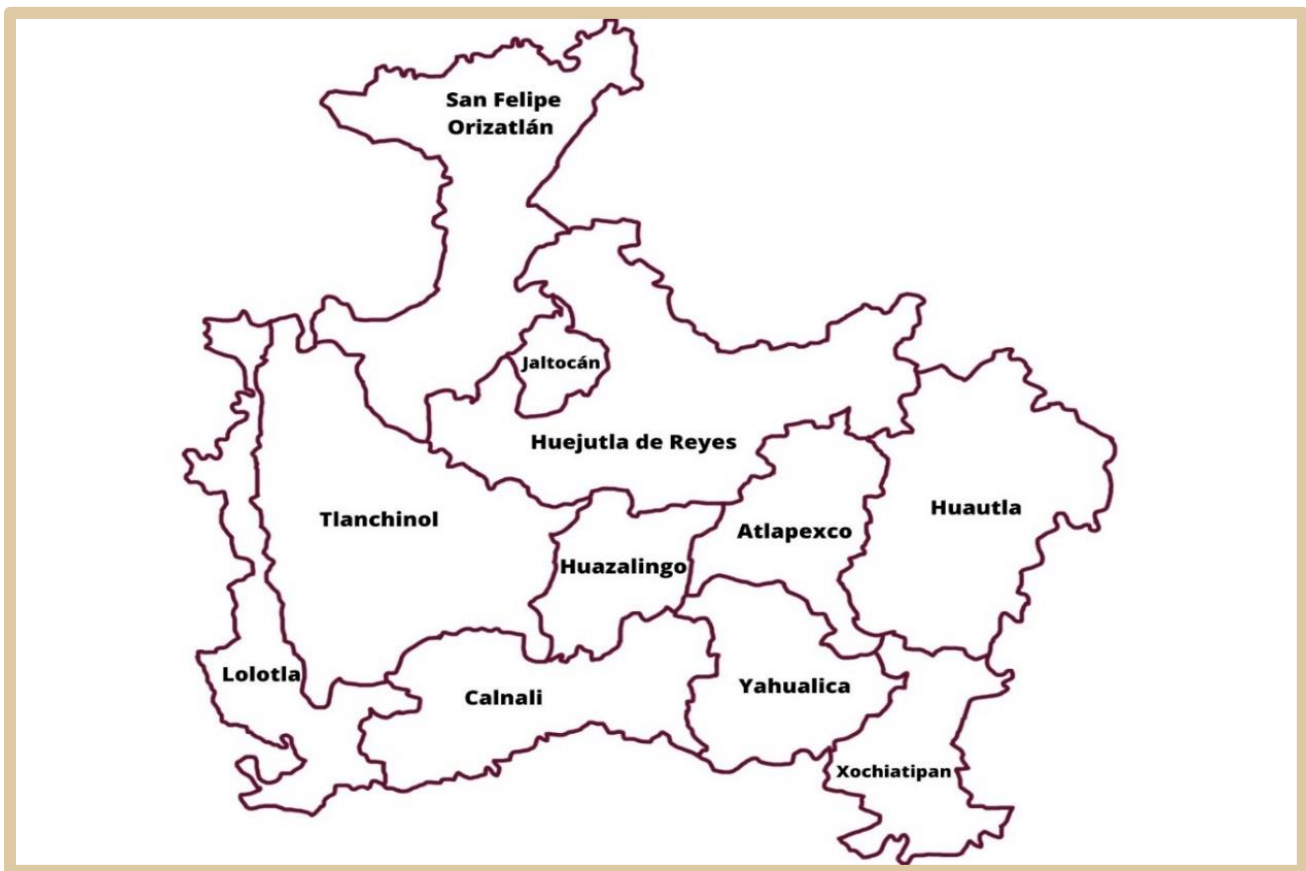 San Felipe
Orizatlán
Jaltocán
Huejutla de Reyes
Tlanchinol
Huautla
Atlapexco
Huazalingo
Lolotla
Calnali
Yahualica
Xochiatipan